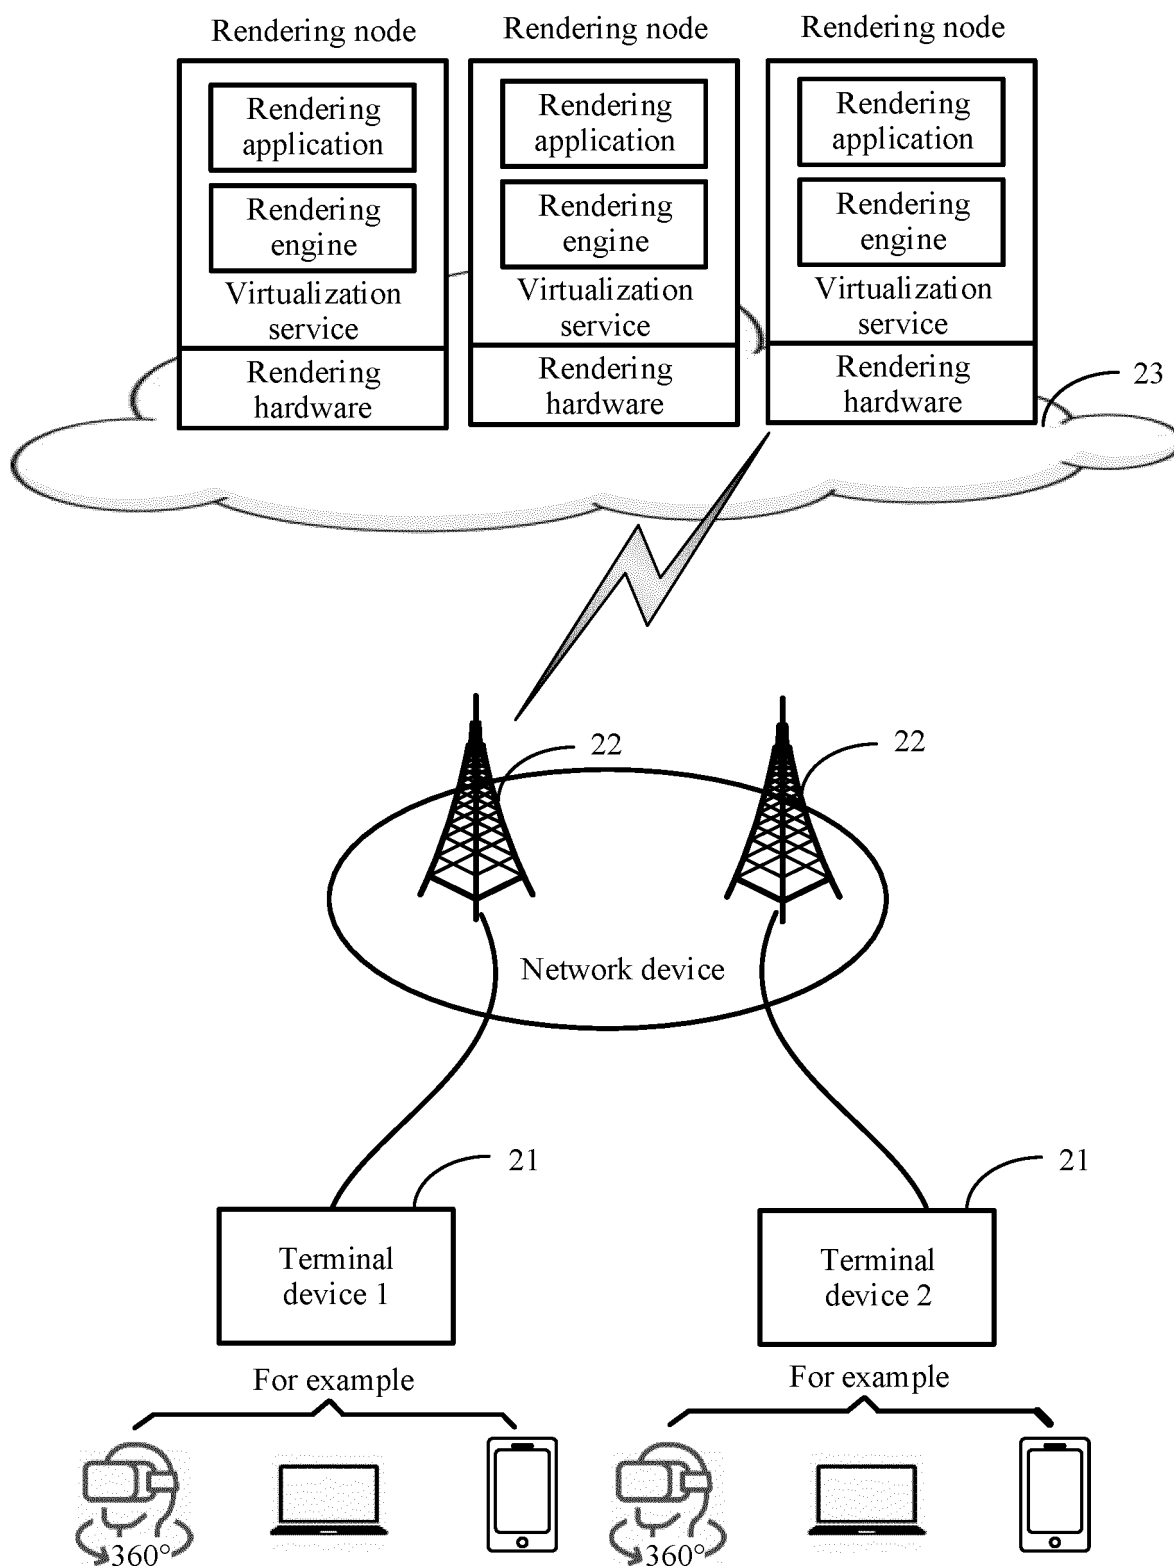 Rendering node
Rendering node
Rendering node
Rendering
application
Rendering
engine
Virtualization
service
Rendering
hardware
Rendering
application
Rendering
engine
Virtualization
service
Rendering
hardware
Rendering
application
Rendering
engine
Virtualization
service
Rendering
hardware
23
22
22
Network device
21
21
Terminal
device 1
Terminal
device 2
For example
For example
360°
360°